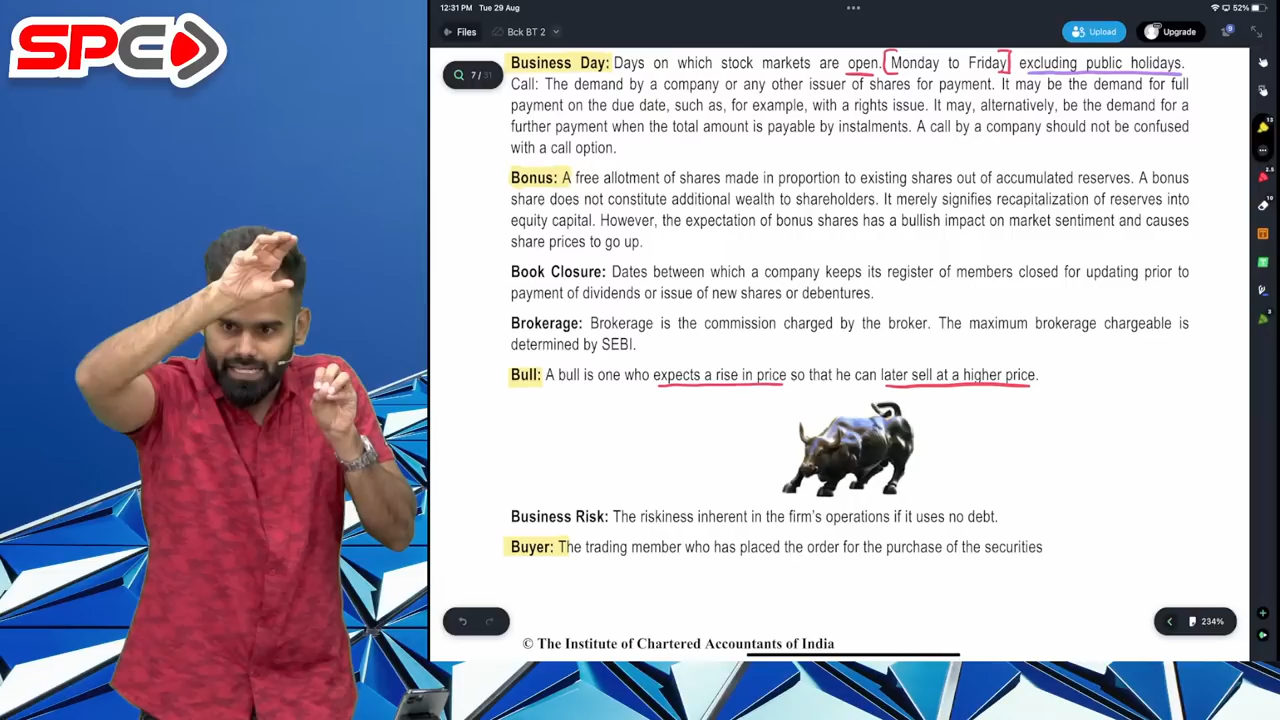 SPC
12:31 PM Tue 29 Aug
52%
Files
Bck BT 2
Upload
Upgrade
7 / 31
Business Day: Days on which stock markets are open. Monday to Friday excluding public holidays.
Call: The demand by a company or any other issuer of shares for payment. It may be the demand for full
payment on the due date, such as, for example, with a rights issue. It may, alternatively, be the demand for a
further payment when the total amount is payable by instalments. A call by a company should not be confused
with a call option.
Bonus: A free allotment of shares made in proportion to existing shares out of accumulated reserves. A bonus
share does not constitute additional wealth to shareholders. It merely signifies recapitalization of reserves into
equity capital. However, the expectation of bonus shares has a bullish impact on market sentiment and causes
share prices to go up.
Book Closure: Dates between which a company keeps its register of members closed for updating prior to
payment of dividends or issue of new shares or debentures.
Brokerage: Brokerage is the commission charged by the broker. The maximum brokerage chargeable is
determined by SEBI.
Bull: A bull is one who expects a rise in price so that he can later sell at a higher price.
Business Risk: The riskiness inherent in the firm's operations if it uses no debt.
Buyer: The trading member who has placed the order for the purchase of the securities
234%
© The Institute of Chartered Accountants of India